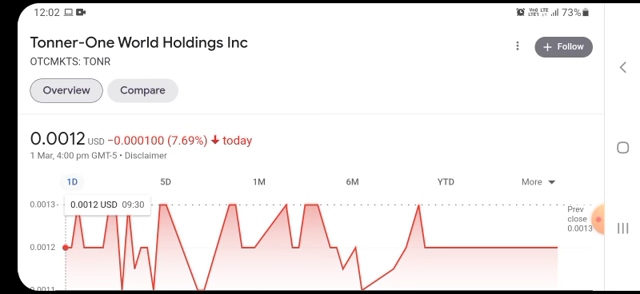 12:02 73%
Tonner-One World Holdings Inc
OTCMKTS: TONR
+ Follow
Overview Compare
0.0012 USD −0.000100 (7.69%) today
1 Mar, 4:00 pm GMT-5 • Disclaimer
1D 5D 1M 6M YTD More
0.0013 0.0012 USD 09:30
Prev
close
0.0013
0.0012
0.0011